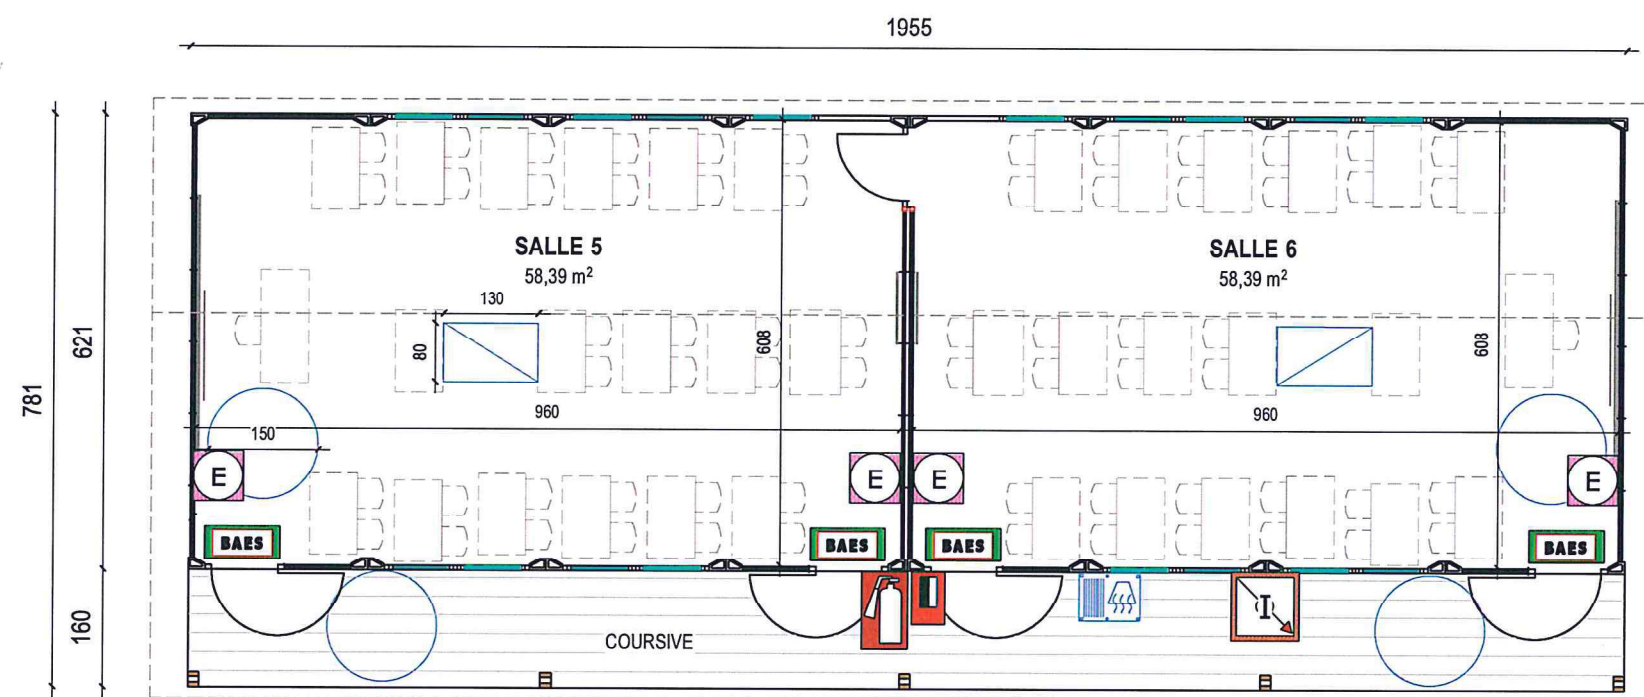 1955
SALLE 5
58,39 m²
SALLE 6
58,39 m²
130
80
608
608
621
781
960
960
150
E
E
E
E
BAES
BAES
BAES
BAES
I
160
COURSIVE